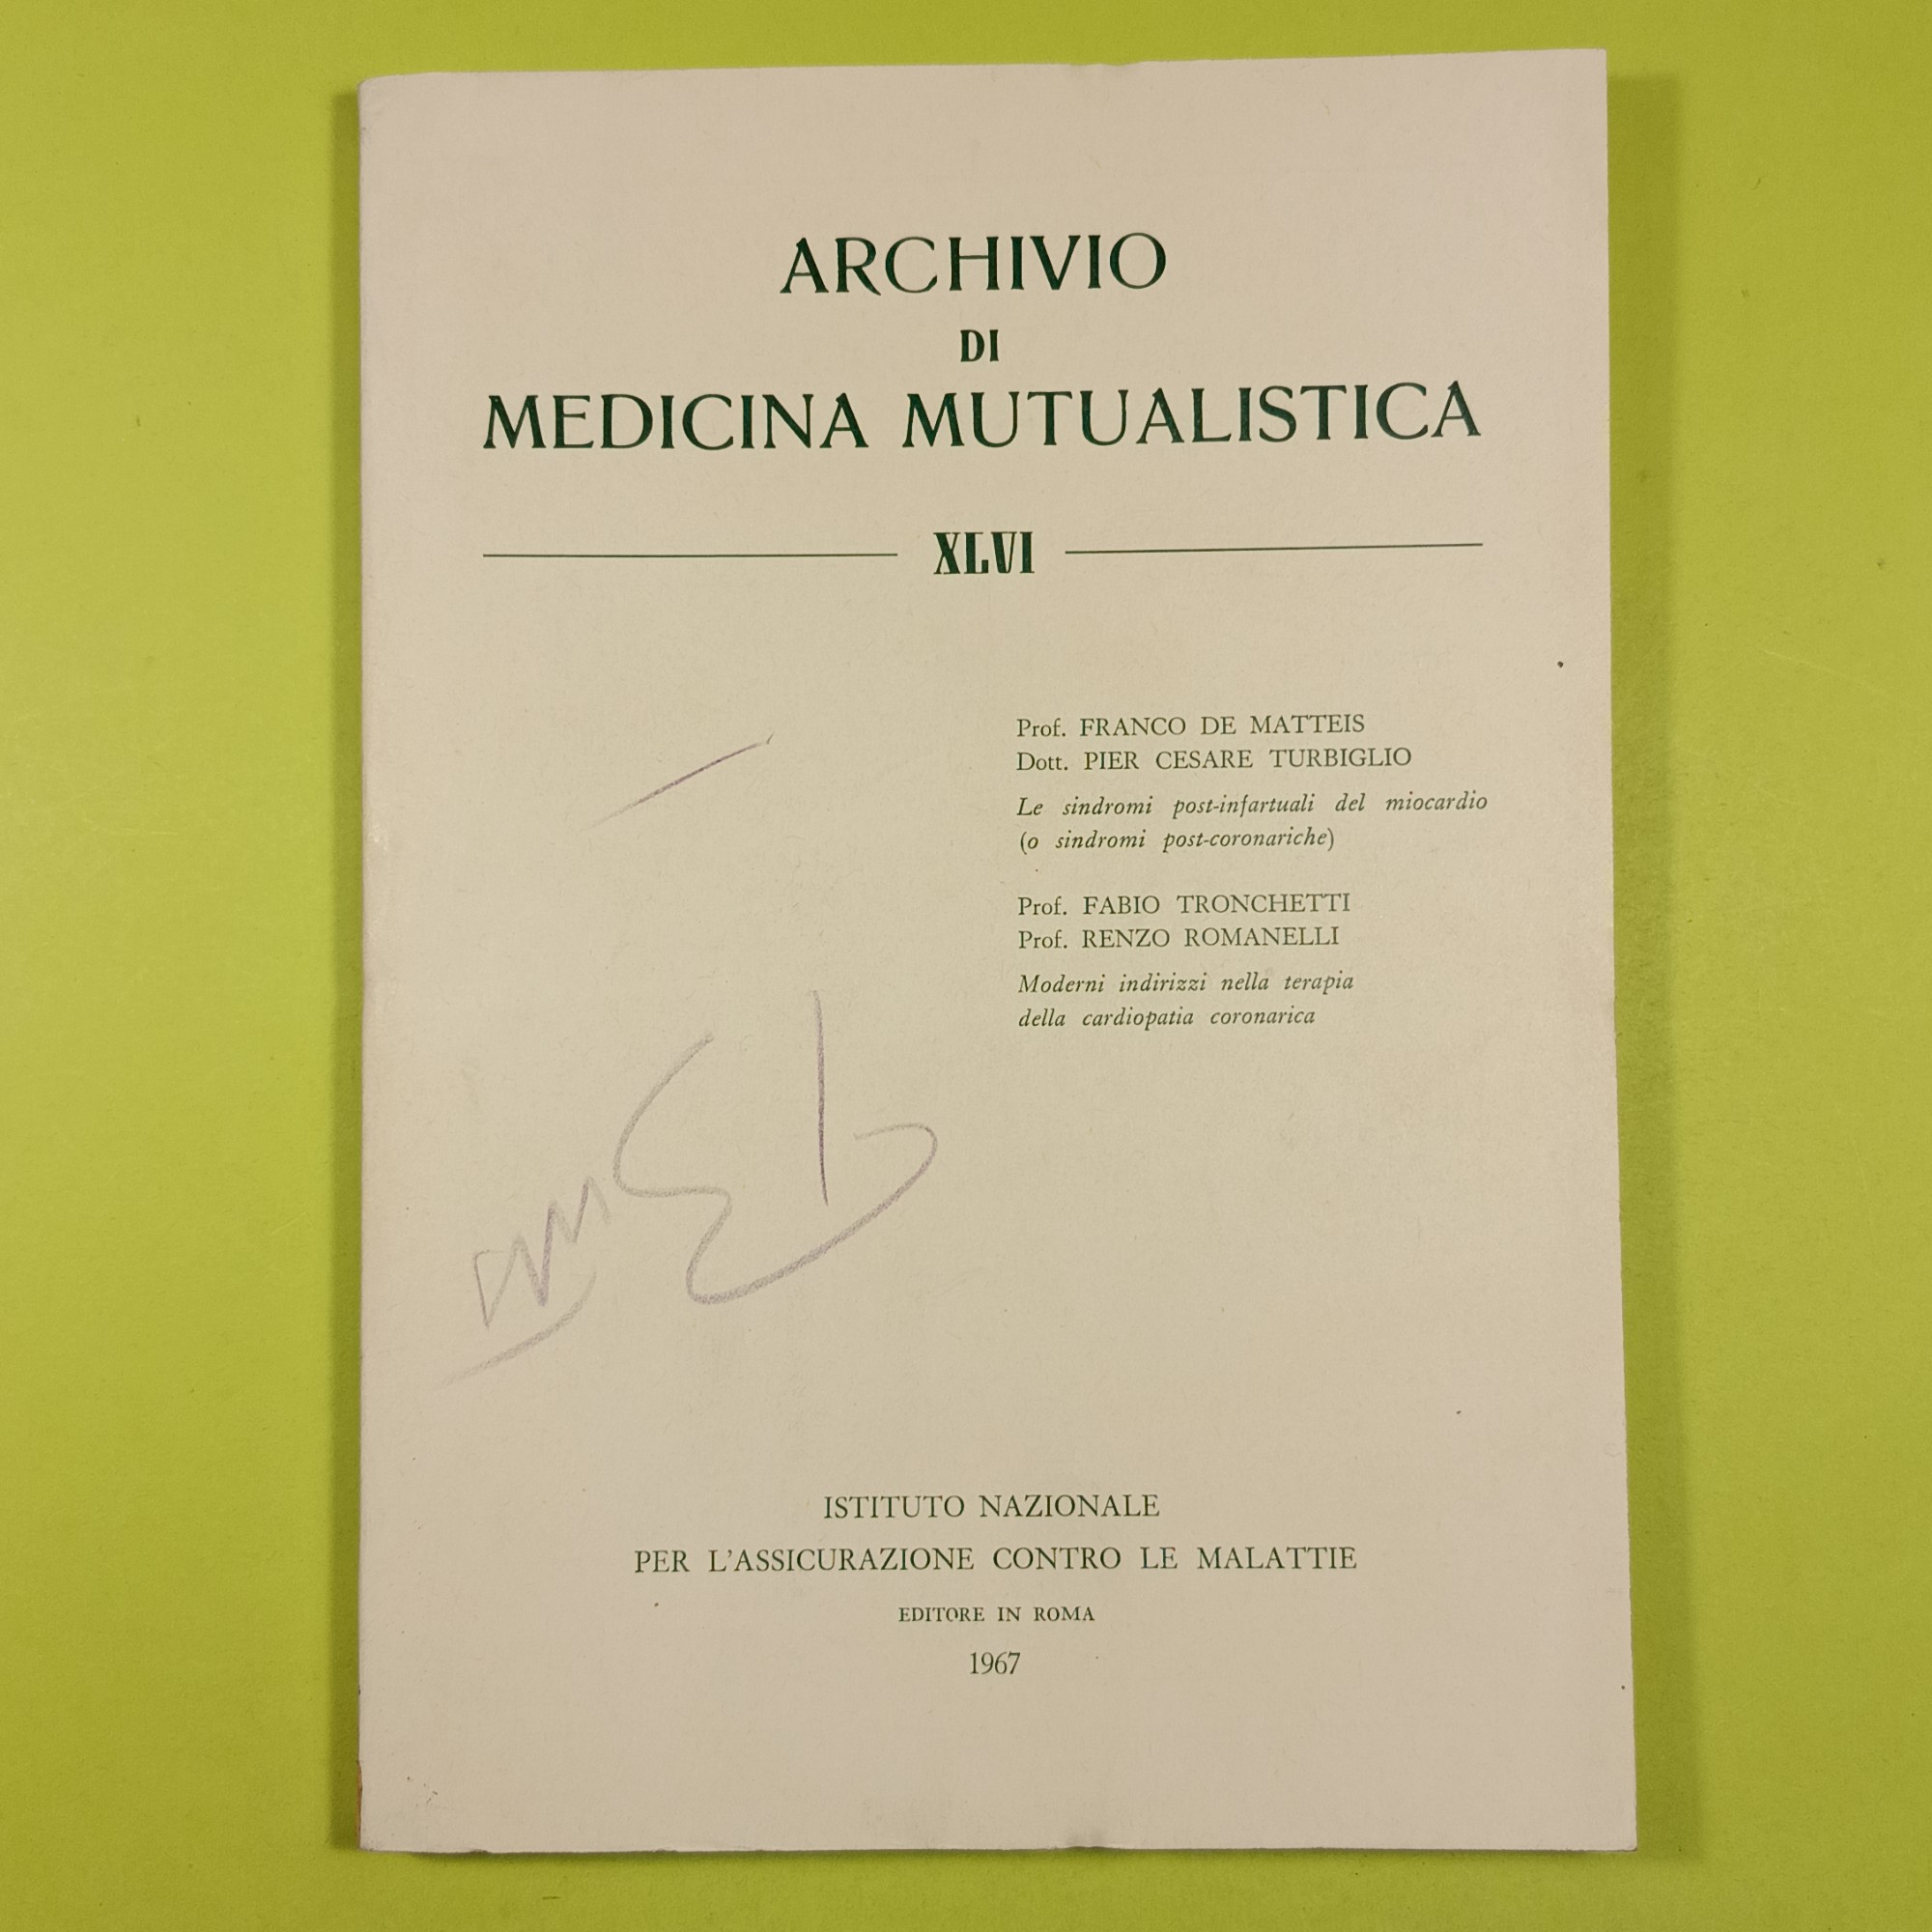 ARCHIVIO
DI
MEDICINA MUTUALISTICA
XLVI
Prof. FRANCO DE MATTEIS
Dott. PIER CESARE TURBIGLIO
Le sindromi post-infartuali del miocardio
(o sindromi post-coronariche)
Prof. FABIO TRONCHETTI
Prof. RENZO ROMANELLI
Moderni indirizzi nella terapia
della cardiopatia coronarica
ISTITUTO NAZIONALE
PER L'ASSICURAZIONE CONTRO LE MALATTIE
EDITORE IN ROMA
1967